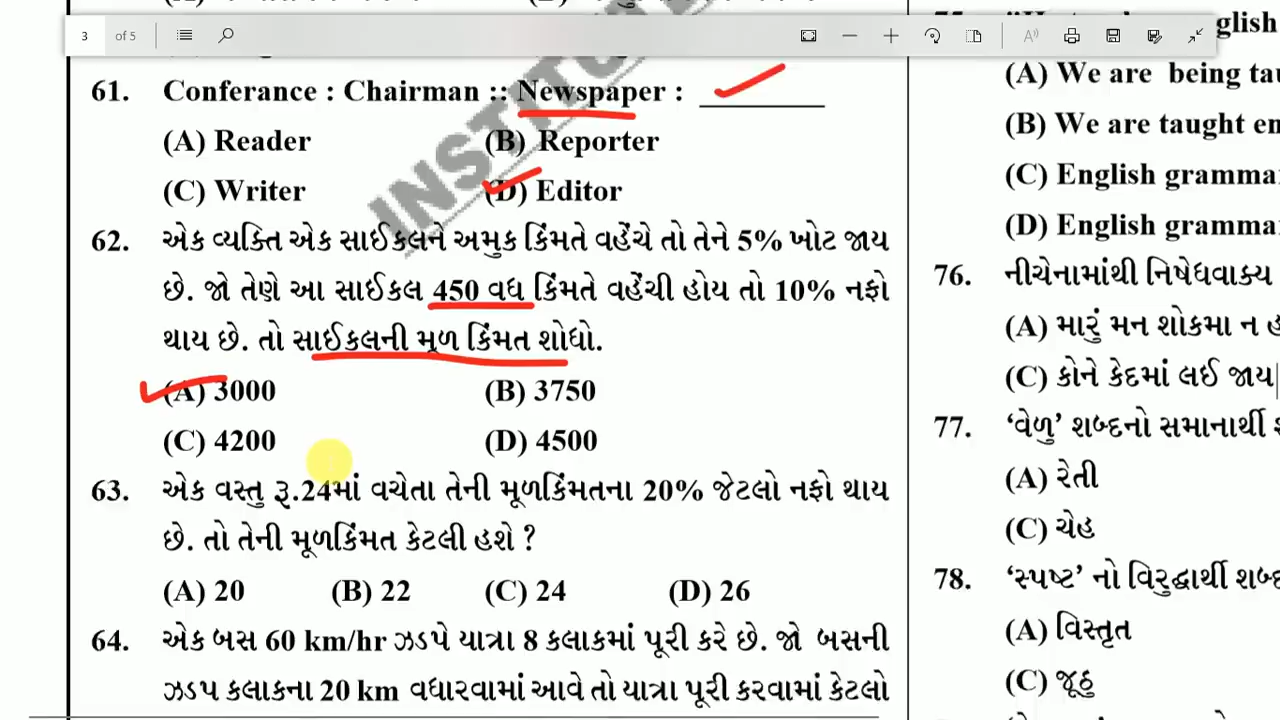 3 of 5
61. Conferance : Chairman :: Newspaper : ________
(A) Reader (B) Reporter
(C) Writer (D) Editor
62. એક વ્યક્તિ એક સાઈકલને અમુક કિંમતે વહેંચે તો તેને 5% ખોટ જાય
છે. જો તેણે આ સાઈકલ 450 વધ કિંમતે વહેંચી હોય તો 10% નફો
થાય છે. તો સાઈકલની મૂળ કિંમત શોધો.
(A) 3000 (B) 3750
(C) 4200 (D) 4500
63. એક વસ્તુ રૂ.24માં વચેતા તેની મૂળકિંમતના 20% જેટલો નફો થાય
છે. તો તેની મૂળકિંમત કેટલી હશે ?
(A) 20 (B) 22 (C) 24 (D) 26
64. એક બસ 60 km/hr ઝડપે યાત્રા 8 કલાકમાં પૂરી કરે છે. જો બસની
ઝડપ કલાકના 20 km વધારવામાં આવે તો યાત્રા પૂરી કરવામાં કેટલો
(A) We are being tau
(B) We are taught en
(C) English gramma
(D) English gramma
76. નીચેનામાંથી નિષેધવાક્ય
(A) મારું મન શોકમા ન હ
(C) કોને કેદમાં લઈ જાય
77. ‘વેળુ’ શબ્દનો સમાનાર્થી શ
(A) રેતી
(C) ચેહ
78. ‘સ્પષ્ટ’ નો વિરુદ્ધાર્થી શબ્દ
(A) વિસ્તૃત
(C) જૂઠુ